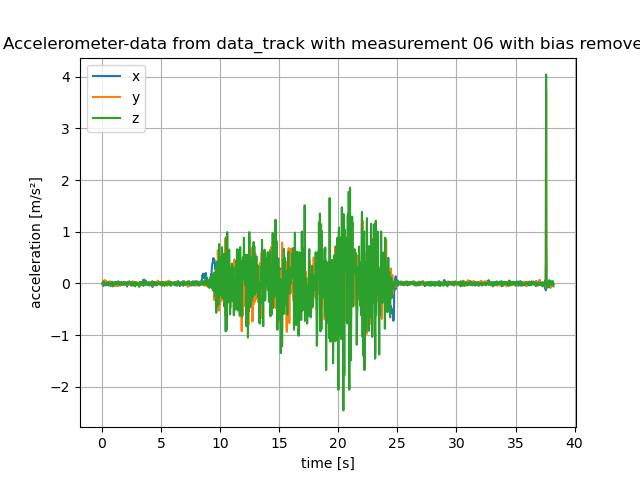 Accelerometer-data from data_track with measurement 06 with bias remove
x
y
z
acceleration [m/s²]
4
3
2
1
0
−1
−2
0
5
10
15
20
25
30
35
40
time [s]